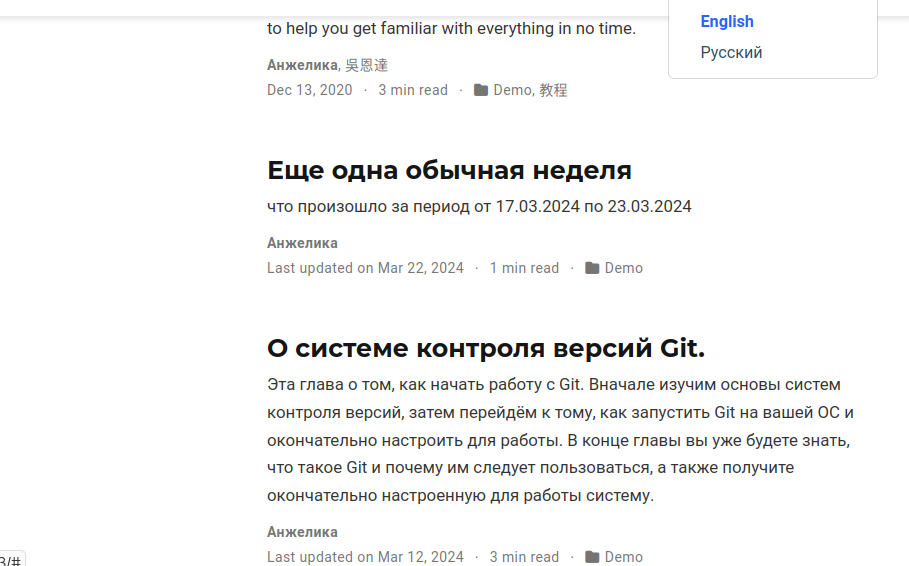 English
Русский
to help you get familiar with everything in no time.
Анжелика, 吳恩達
Dec 13, 2020 · 3 min read · Demo, 教程
Еще одна обычная неделя
что произошло за период от 17.03.2024 по 23.03.2024
Анжелика
Last updated on Mar 22, 2024 · 1 min read · Demo
О системе контроля версий Git.
Эта глава о том, как начать работу с Git. Вначале изучим основы систем
контроля версий, затем перейдём к тому, как запустить Git на вашей ОС и
окончательно настроить для работы. В конце главы вы уже будете знать,
что такое Git и почему им следует пользоваться, а также получите
окончательно настроенную для работы систему.
Анжелика
Last updated on Mar 12, 2024 · 3 min read · Demo
3/#